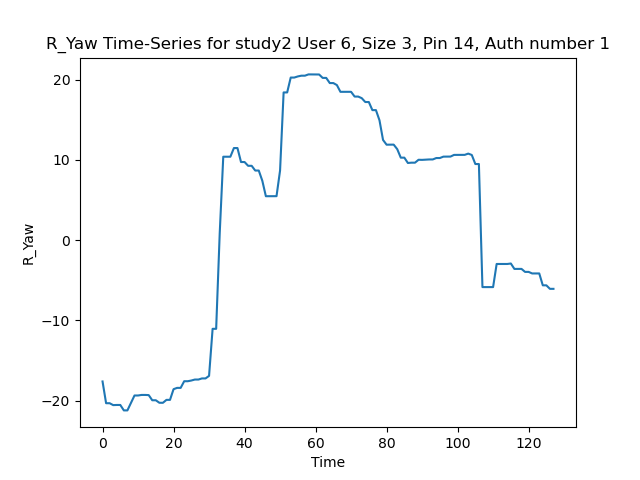 R_Yaw Time-Series for study2 User 6, Size 3, Pin 14, Auth number 1
20
10
0
−10
−20
R_Yaw
0 20 40 60 80 100 120
Time